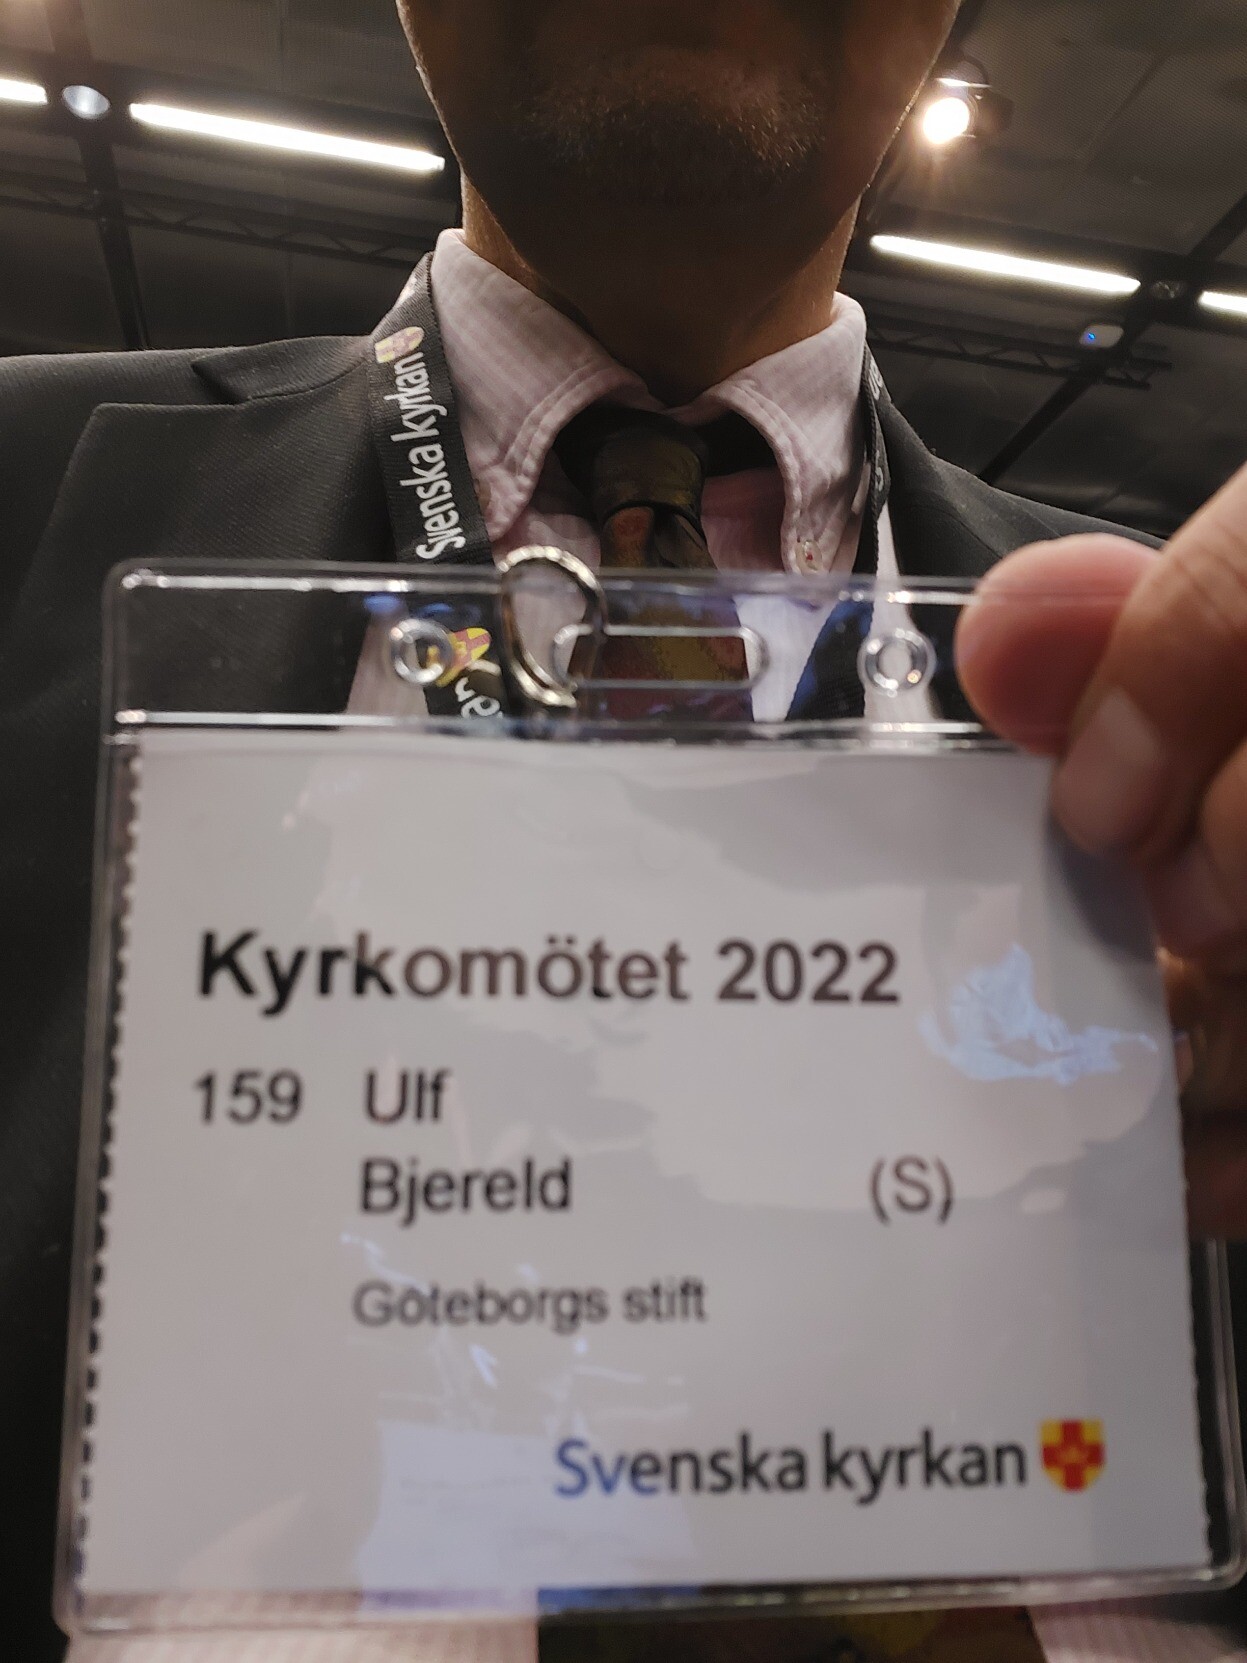 Svenska kyrkan
Kyrkomötet 2022
159 Ulf
Bjereld (S)
Göteborgs stift
Svenska kyrkan